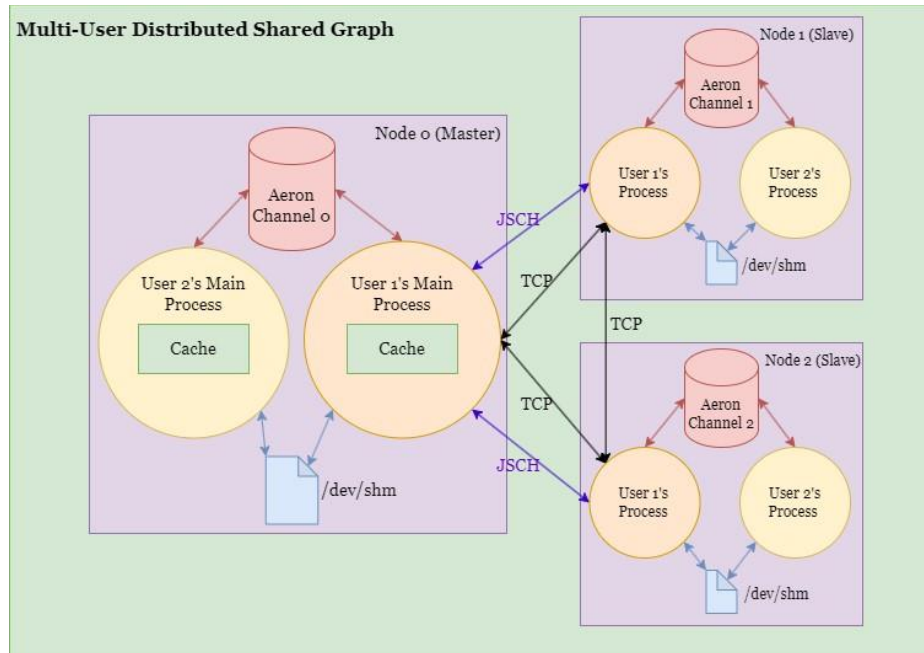 Multi-User Distributed Shared Graph
Node 0 (Master)
Aeron
Channel 0
User 2's Main
Process
Cache
User 1's Main
Process
Cache
/dev/shm
JSCH
TCP
TCP
TCP
JSCH
Node 1 (Slave)
Aeron
Channel 1
User 1's
Process
User 2's
Process
/dev/shm
Node 2 (Slave)
Aeron
Channel 2
User 1's
Process
User 2's
Process
/dev/shm